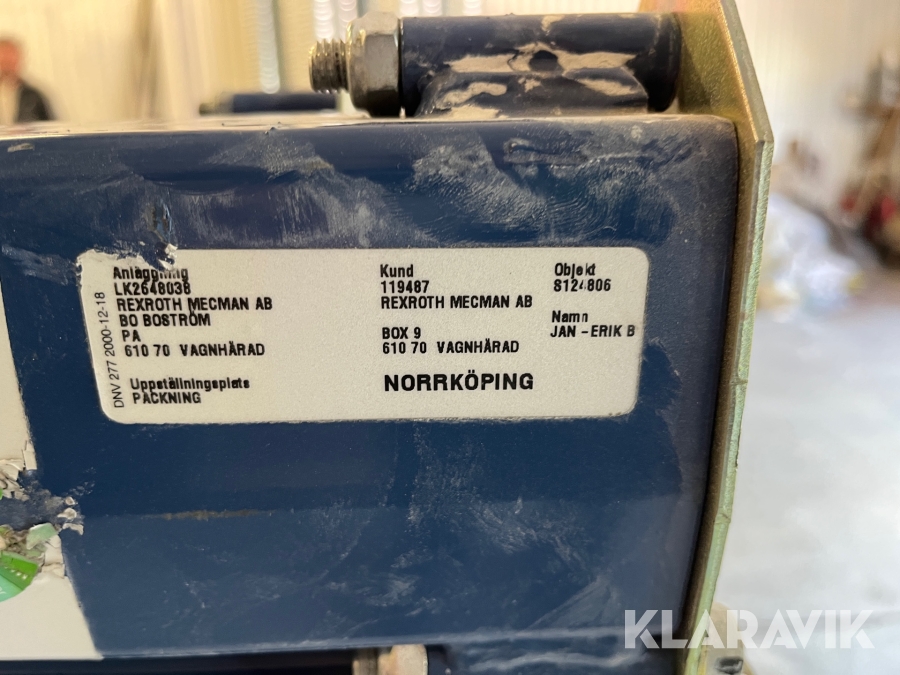 Anläggning
LK2648038
REXROTH MECMAN AB
BO BOSTRÖM
PA
610 70 VAGNHÄRAD
Uppställningsplats
PACKNING
Kund
119487
REXROTH MECMAN AB
BOX 9
610 70 VAGNHÄRAD
NORRKÖPING
Objekt
S124806
Namn
JAN-ERIK B
DNV 277 2000-12-18
KLARAVIK